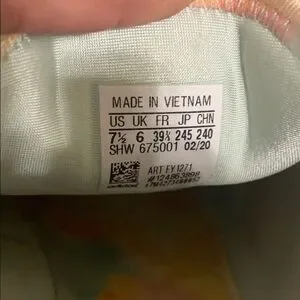 MADE IN VIETNAM
US UK FR JP CHN
7½ 6 39⅓ 245 240
SHW 675001 02/20
ART FY1271
adidas